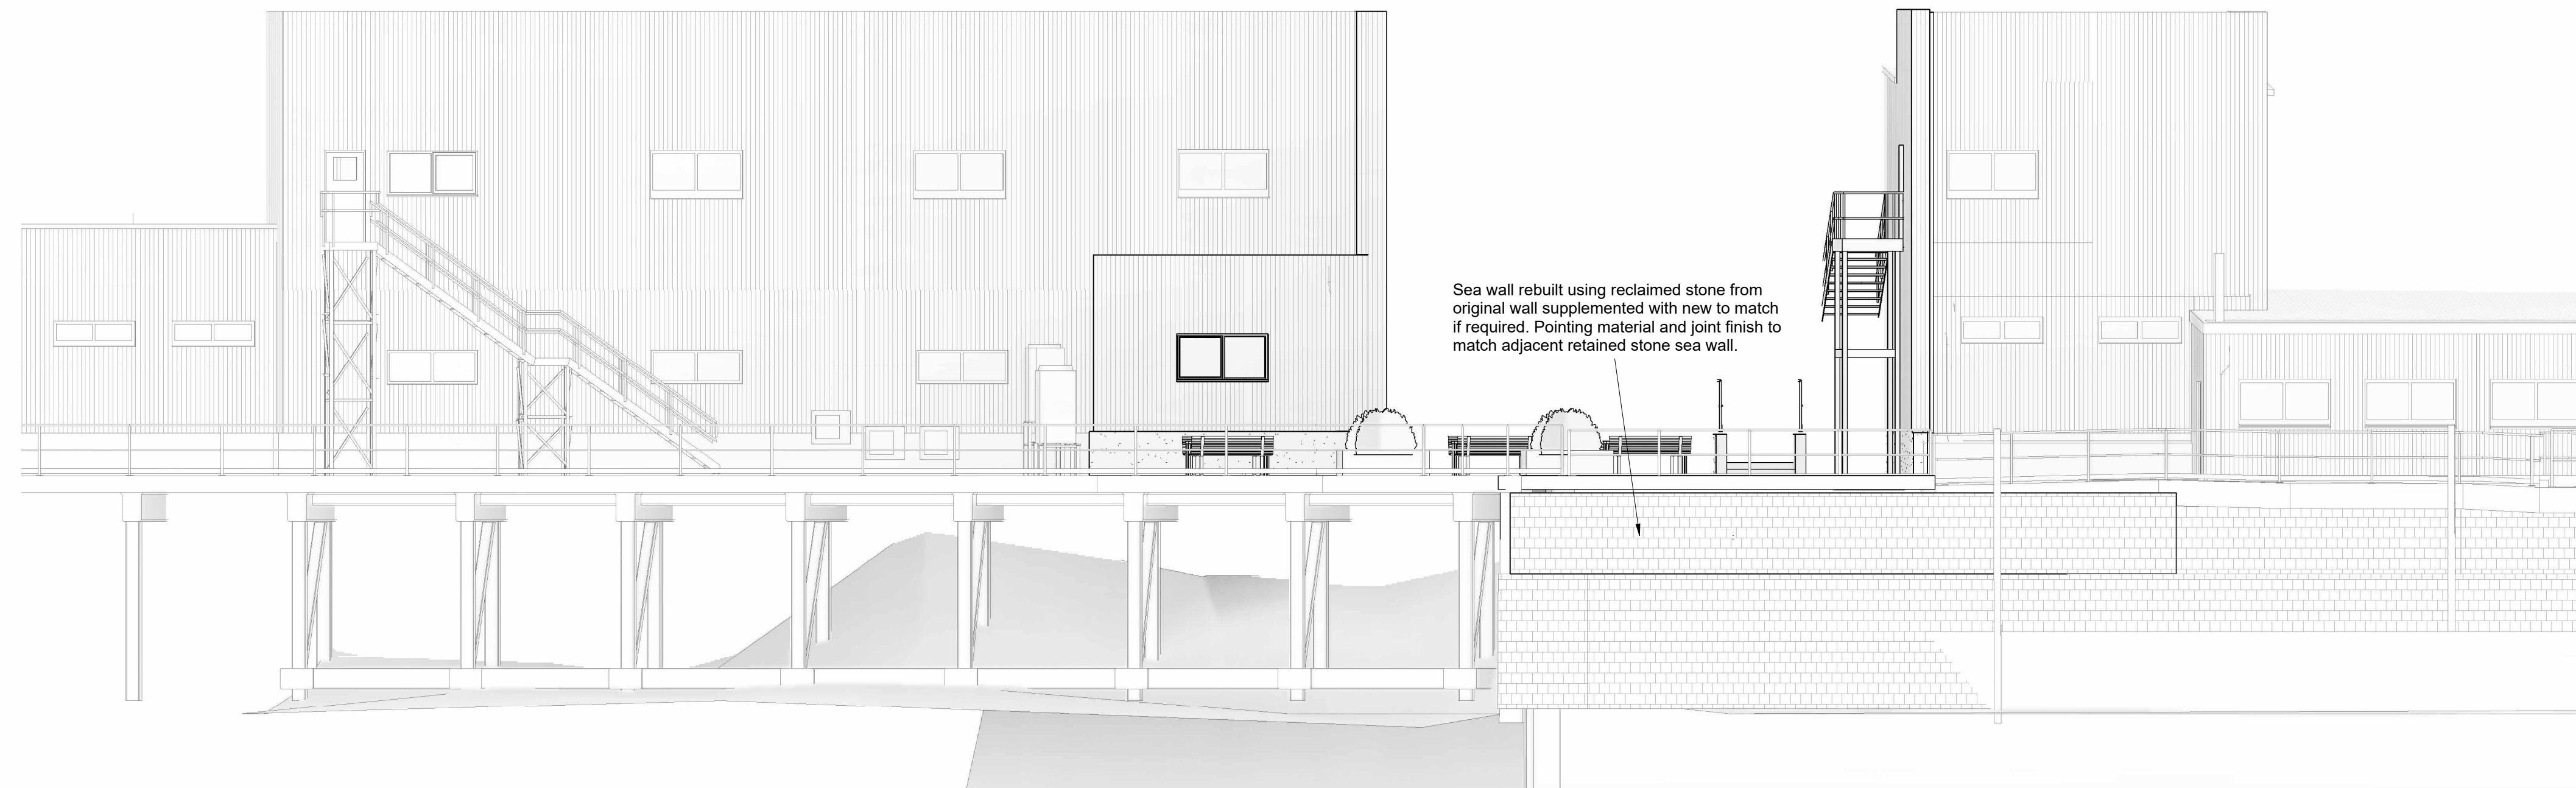 Sea wall rebuilt using reclaimed stone from
original wall supplemented with new to match
if required. Pointing material and joint finish to
match adjacent retained stone sea wall.